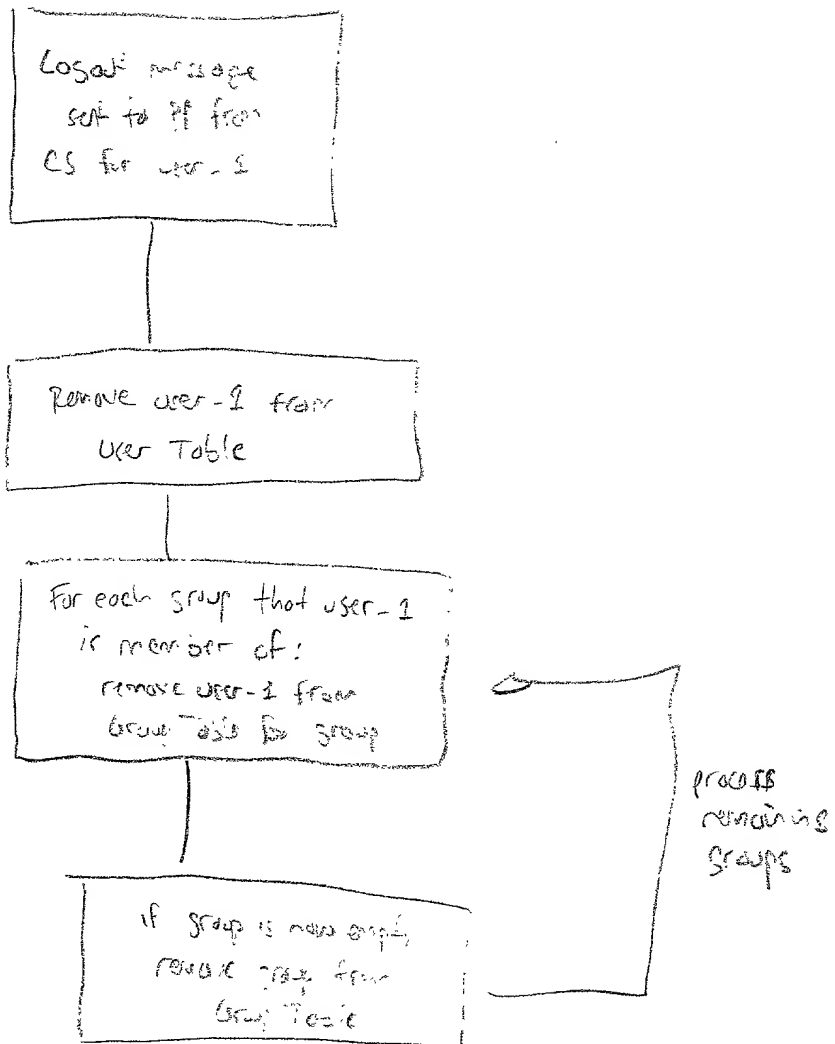 Logout message
sent to PF from
CS for user-1
Remove user-1 from
User Table
For each group that user-1
is member of:
remove user-1 from
Group Table for group
process
remaining
groups
if group is now empty,
remove group from
Group Table